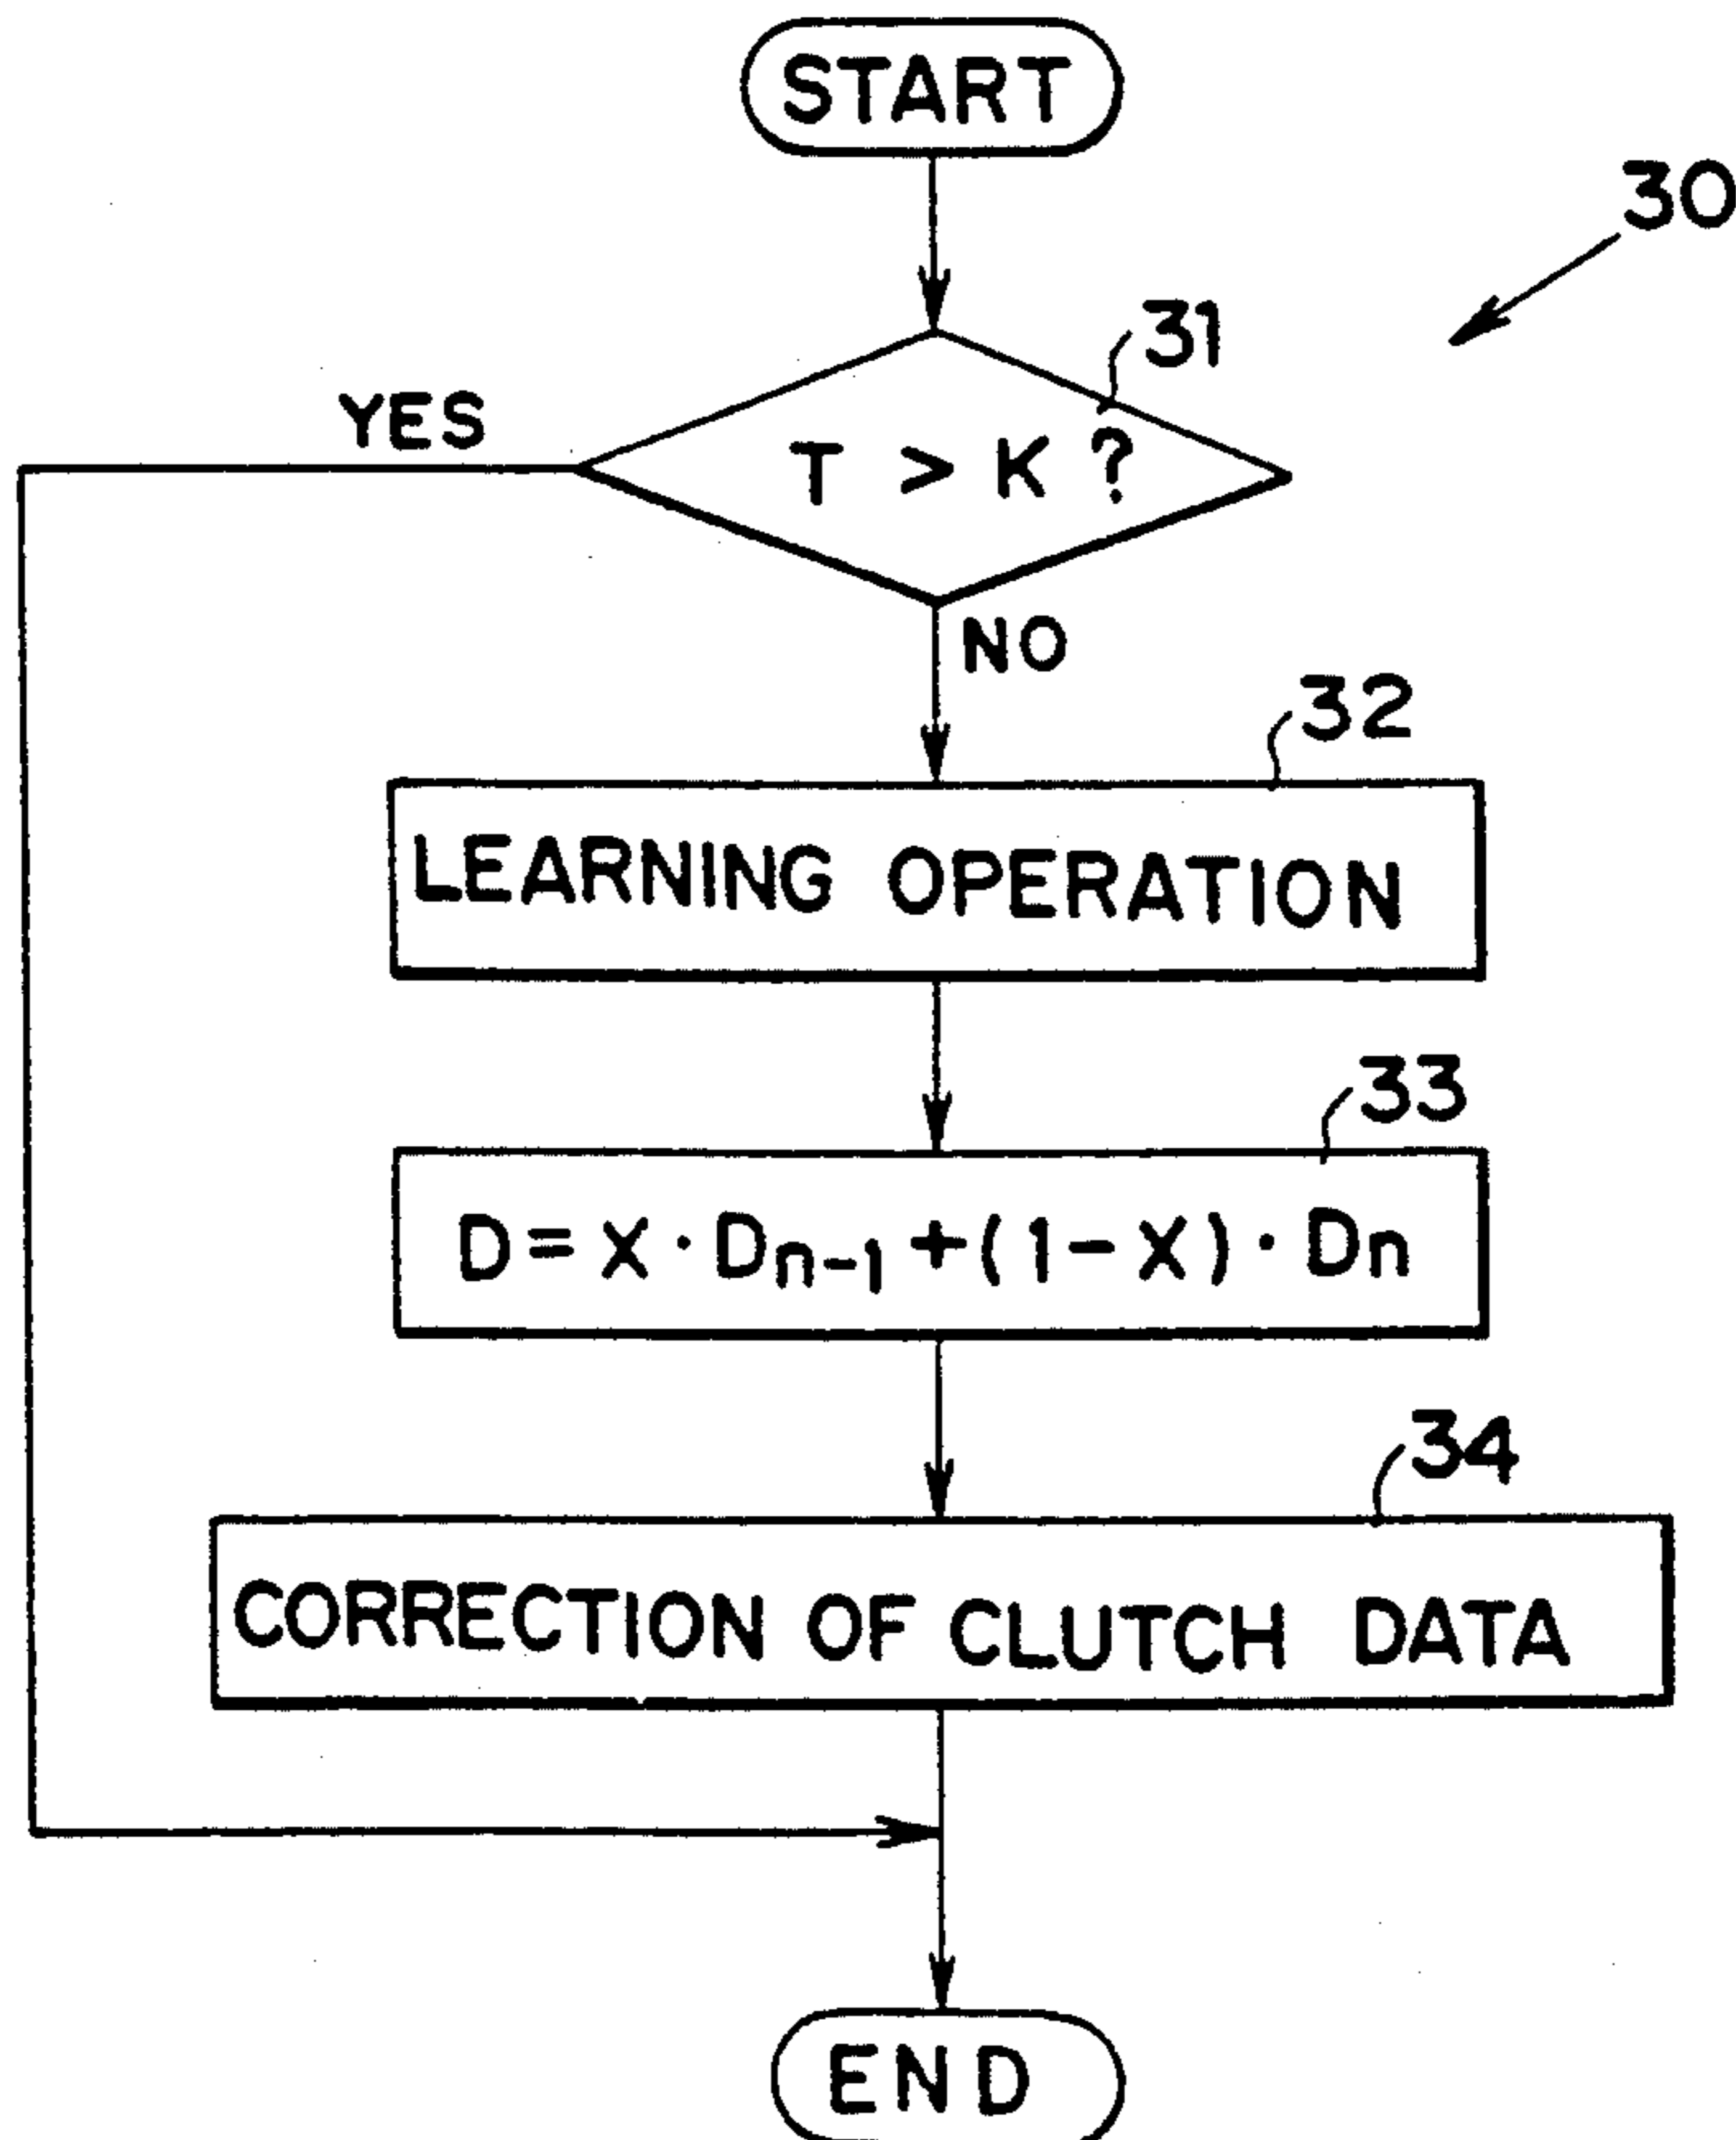 START
30
31
YES
T > K ?
NO
32
LEARNING OPERATION
33
D = X · Dn-1 + (1 - X) · Dn
34
CORRECTION OF CLUTCH DATA
END